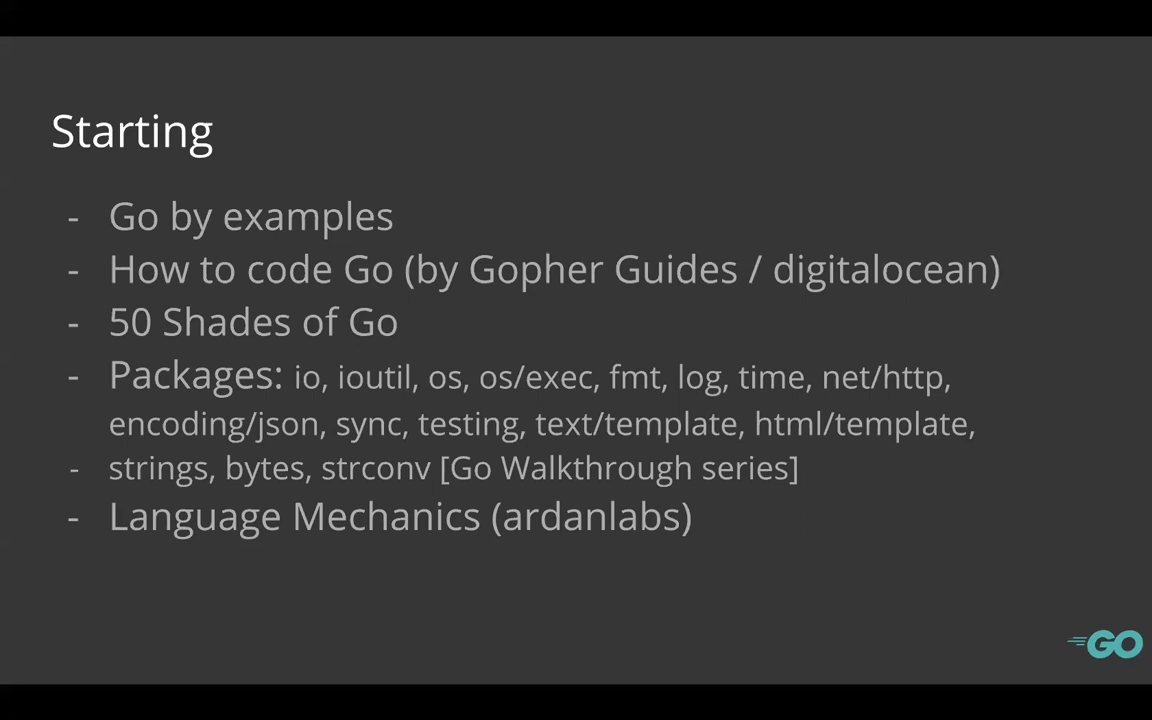 Starting
- Go by examples
- How to code Go (by Gopher Guides / digitalocean)
- 50 Shades of Go
- Packages: io, ioutil, os, os/exec, fmt, log, time, net/http,
encoding/json, sync, testing, text/template, html/template,
- strings, bytes, strconv [Go Walkthrough series]
- Language Mechanics (ardanlabs)
GO